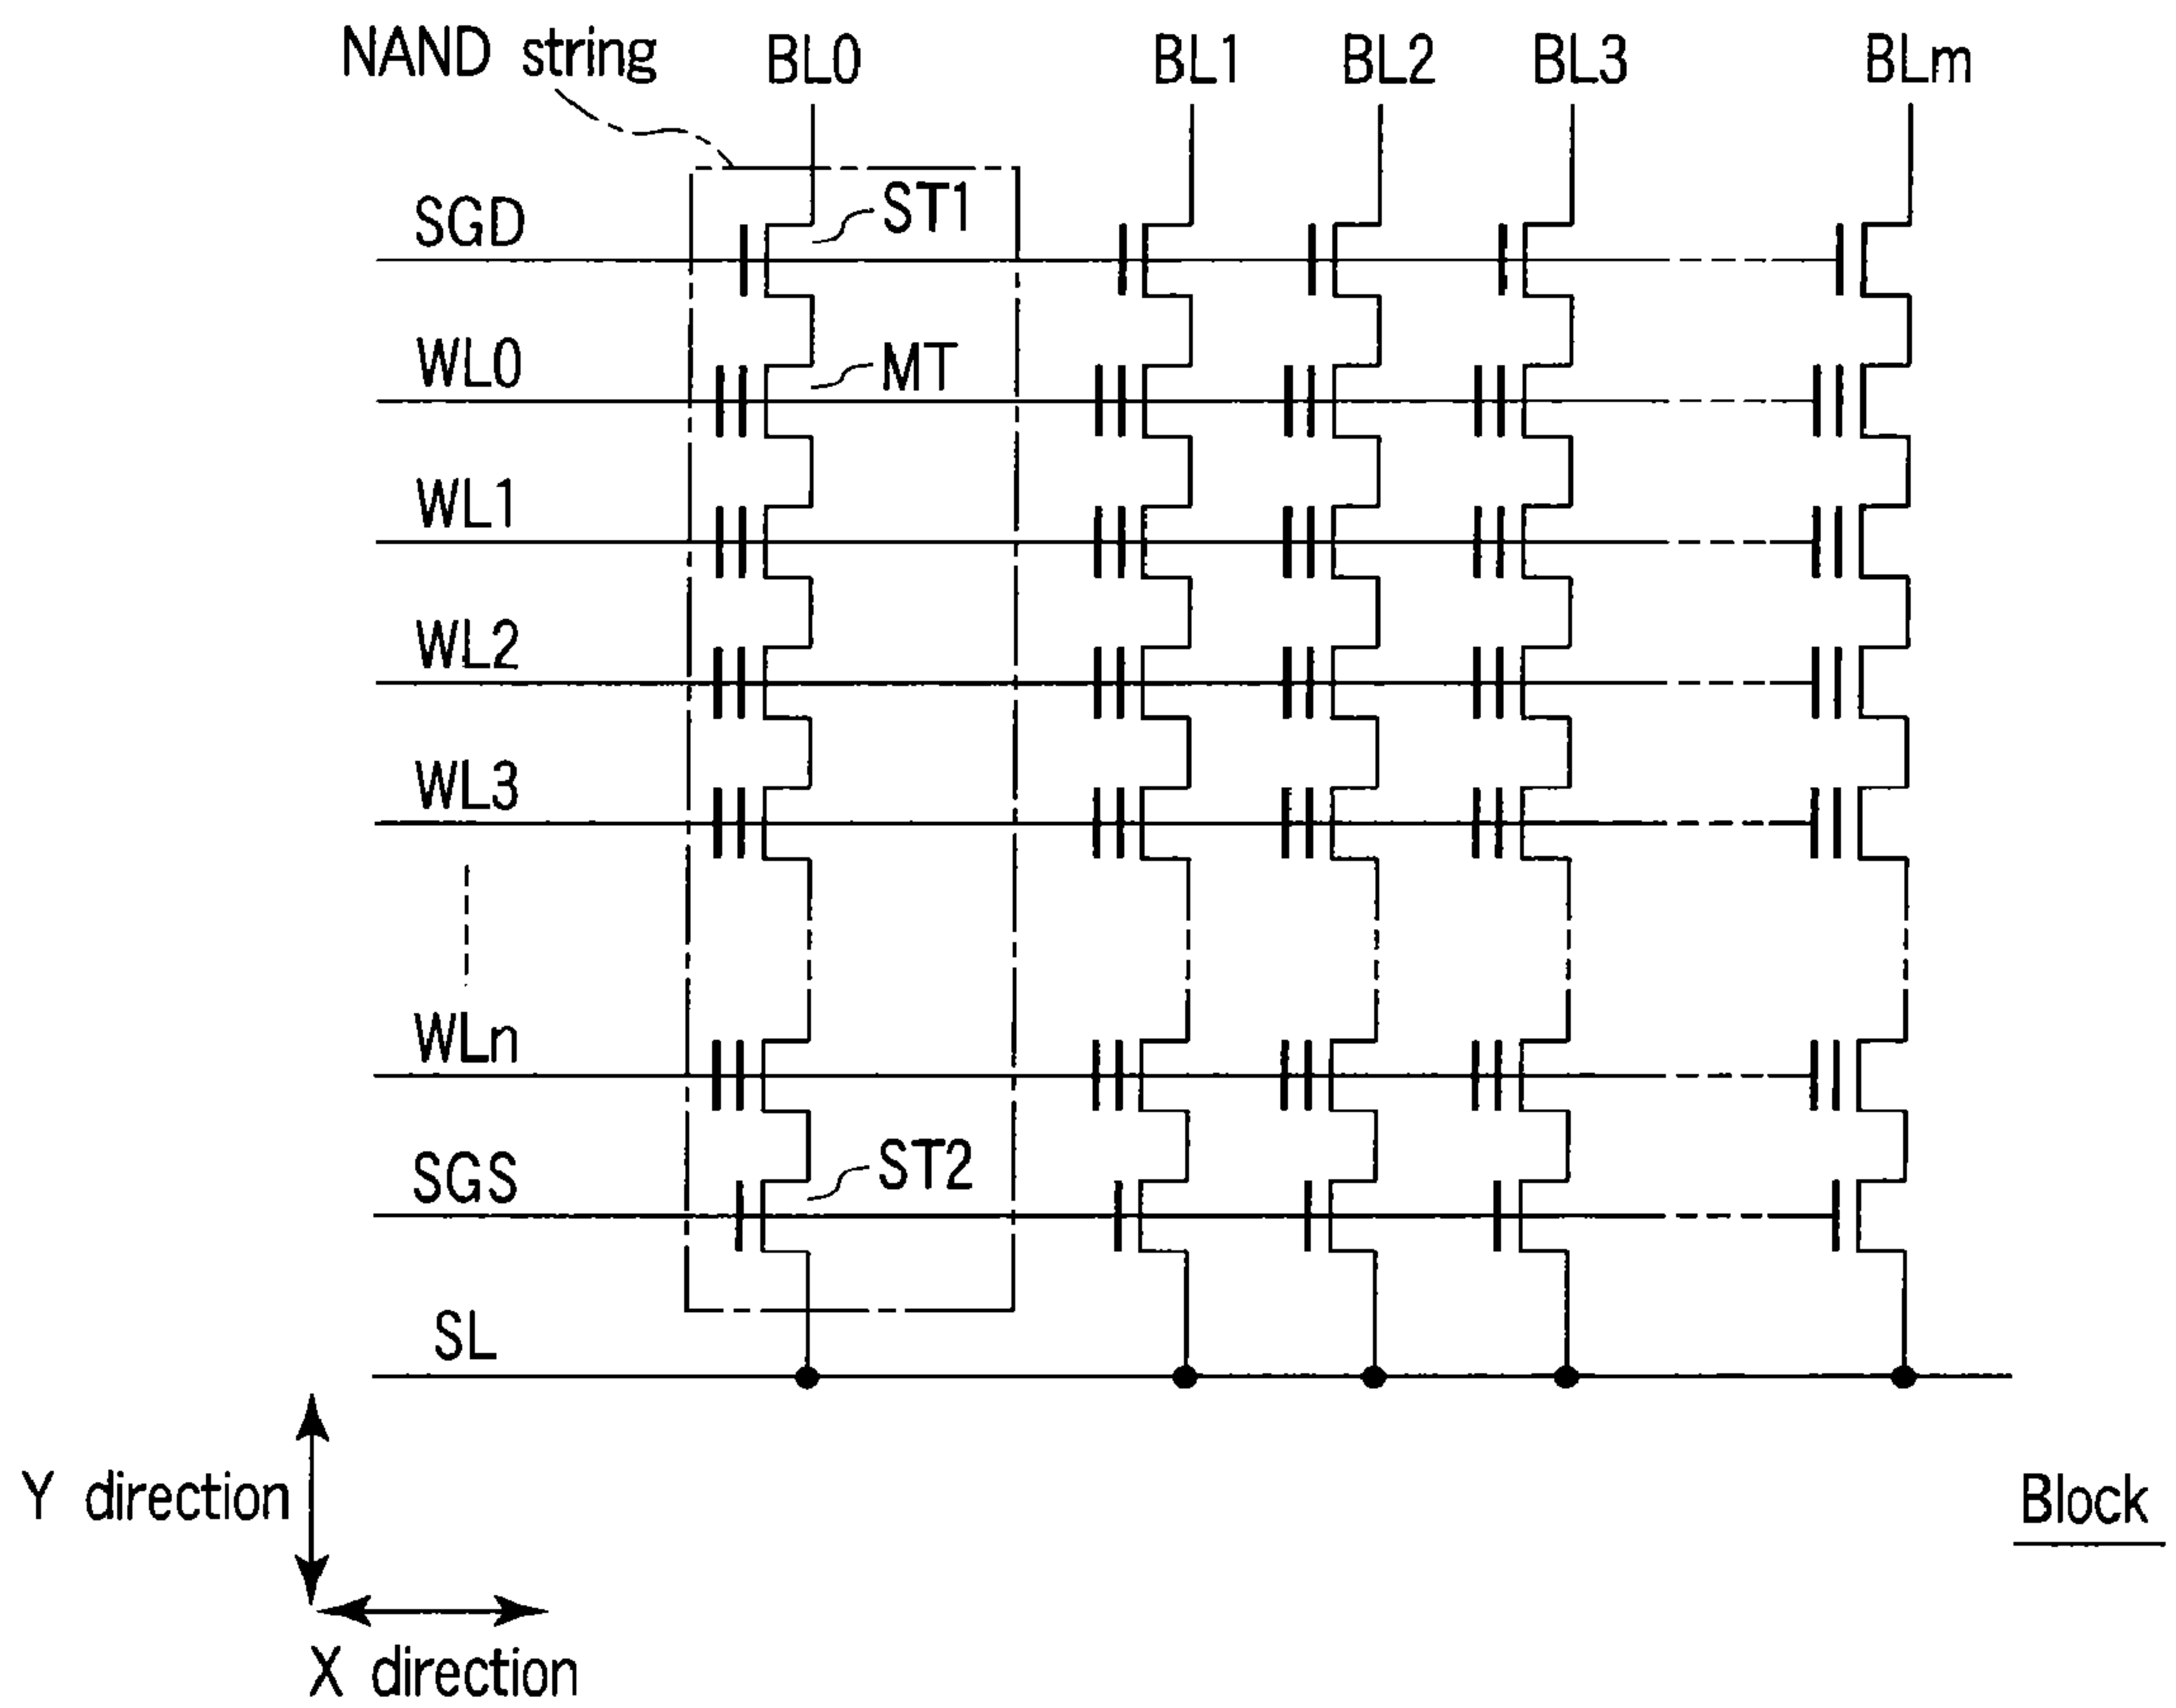 NAND string
BL0 BL1 BL2 BL3 BLm
SGD
ST1
WL0
MT
WL1
WL2
WL3
WLn
SGS
ST2
SL
Y direction
X direction
Block